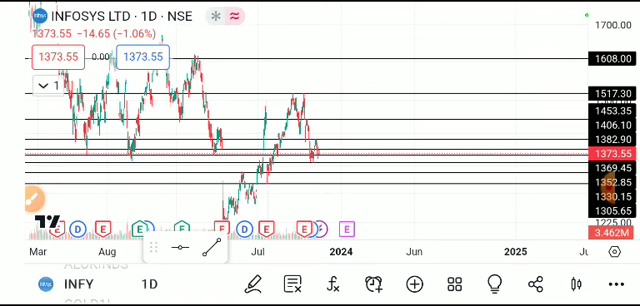 INFOSYS LTD · 1D · NSE
1373.55 −14.65 (−1.06%)
1373.55 0.00 1373.55
1
1700.00
1608.00
1517.30
1453.35
1406.10
1382.90
1373.55
1369.45
1352.85
1330.15
1305.65
1225.00
3.462M
E D E E E E D E E E
Mar Aug Jul 2024 Jun 2025
INFY 1D